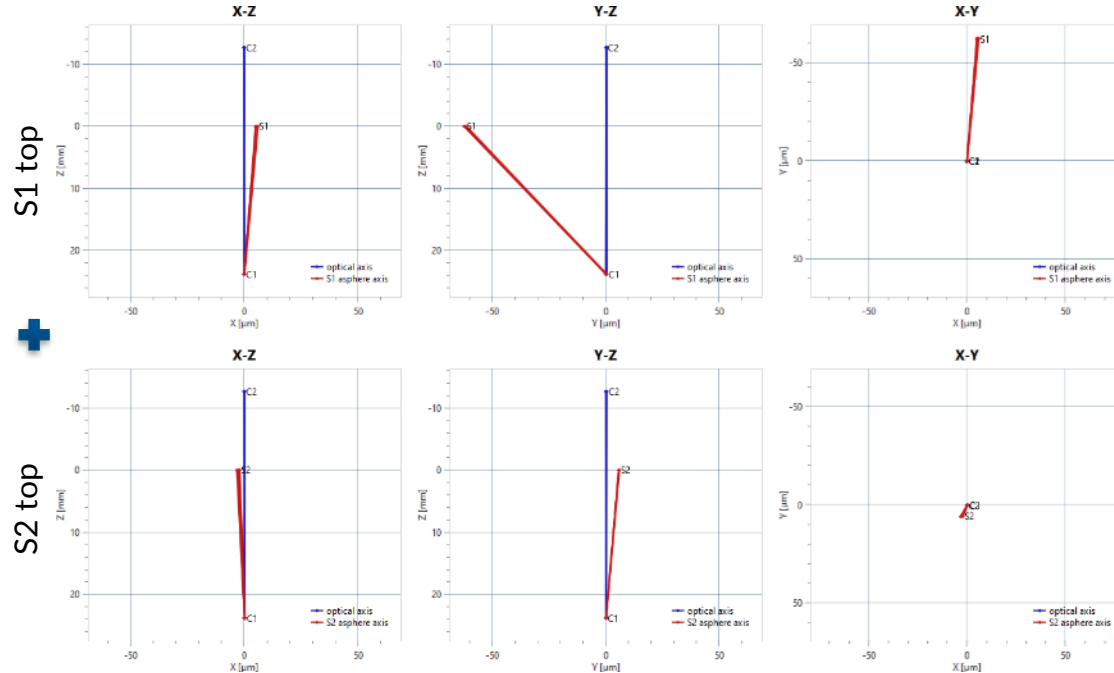 X-Z
Y-Z
X-Y
S1 top
Z [mm]
-10
0
10
20
C2
S1
C1
optical axis
S1 asphere axis
-50
0
50
X [µm]
Z [mm]
-10
0
10
20
C2
S1
C1
optical axis
S1 asphere axis
-50
0
50
Y [µm]
Y [µm]
-50
0
50
S1
optical axis
S1 asphere axis
-50
0
50
X [µm]
X-Z
Y-Z
X-Y
S2 top
Z [mm]
-10
0
10
20
C2
S2
C1
optical axis
S2 asphere axis
-50
0
50
X [µm]
Z [mm]
-10
0
10
20
C2
S2
C1
optical axis
S2 asphere axis
-50
0
50
Y [µm]
Y [µm]
-50
0
50
S2
optical axis
S2 asphere axis
-50
0
50
X [µm]